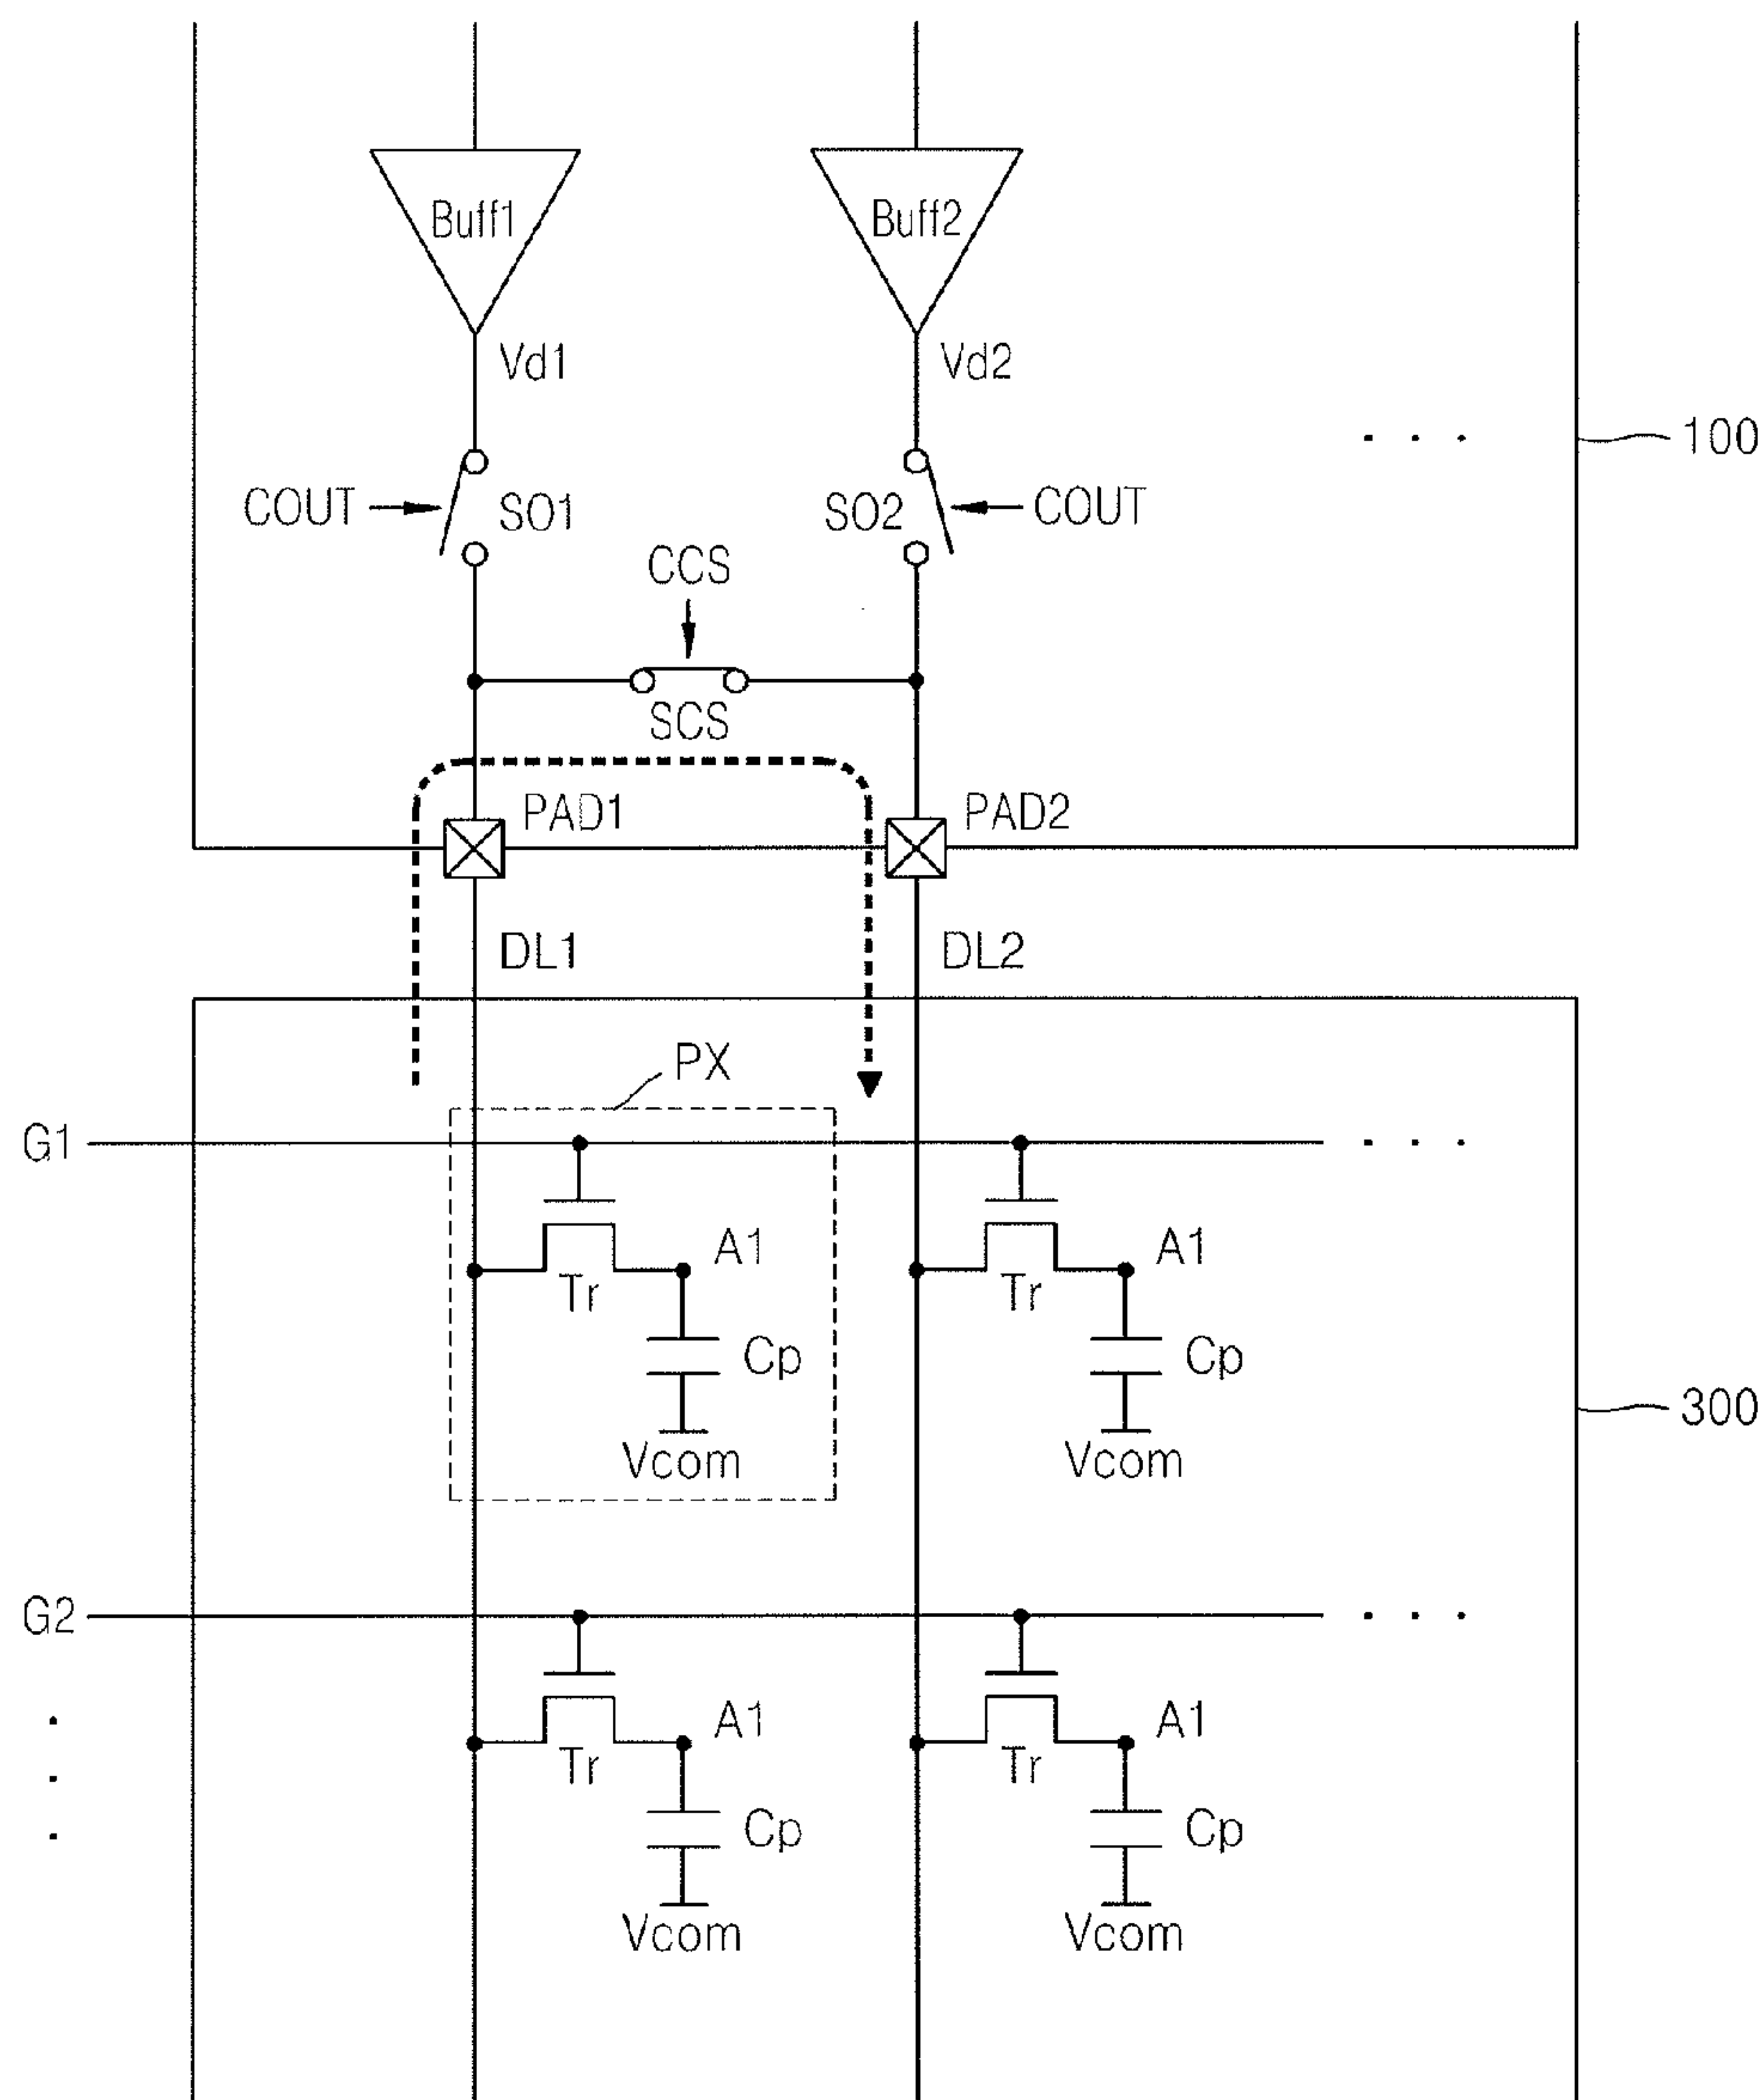 Buff1 Buff2
Vd1 Vd2
100
COUT SO1 SO2 COUT
CCS
SCS
PAD1 PAD2
DL1 DL2
PX
G1
A1 A1
Tr Tr
Cp Cp
300
Vcom Vcom
G2
A1 A1
Tr Tr
Cp Cp
Vcom Vcom